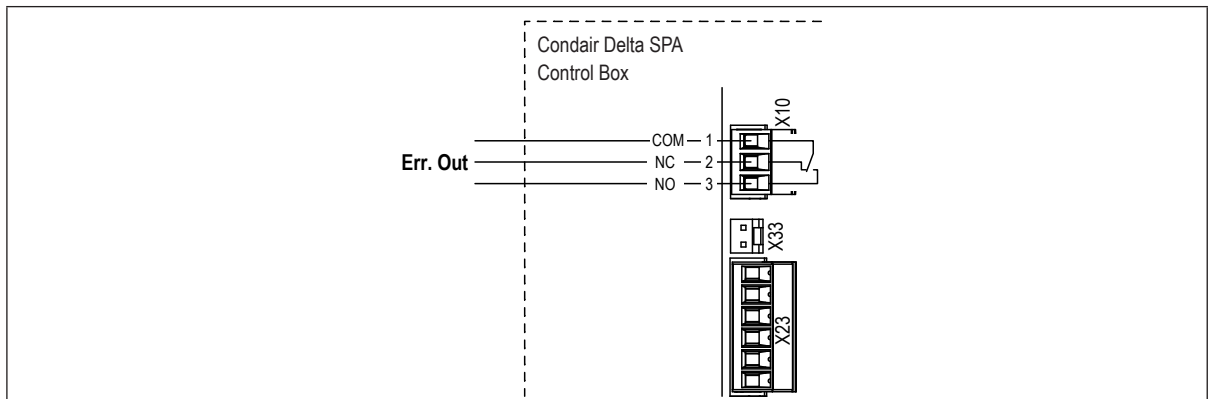 Condair Delta SPA
Control Box
X10
COM 1
Err. Out NC 2
NO 3
X33
X23